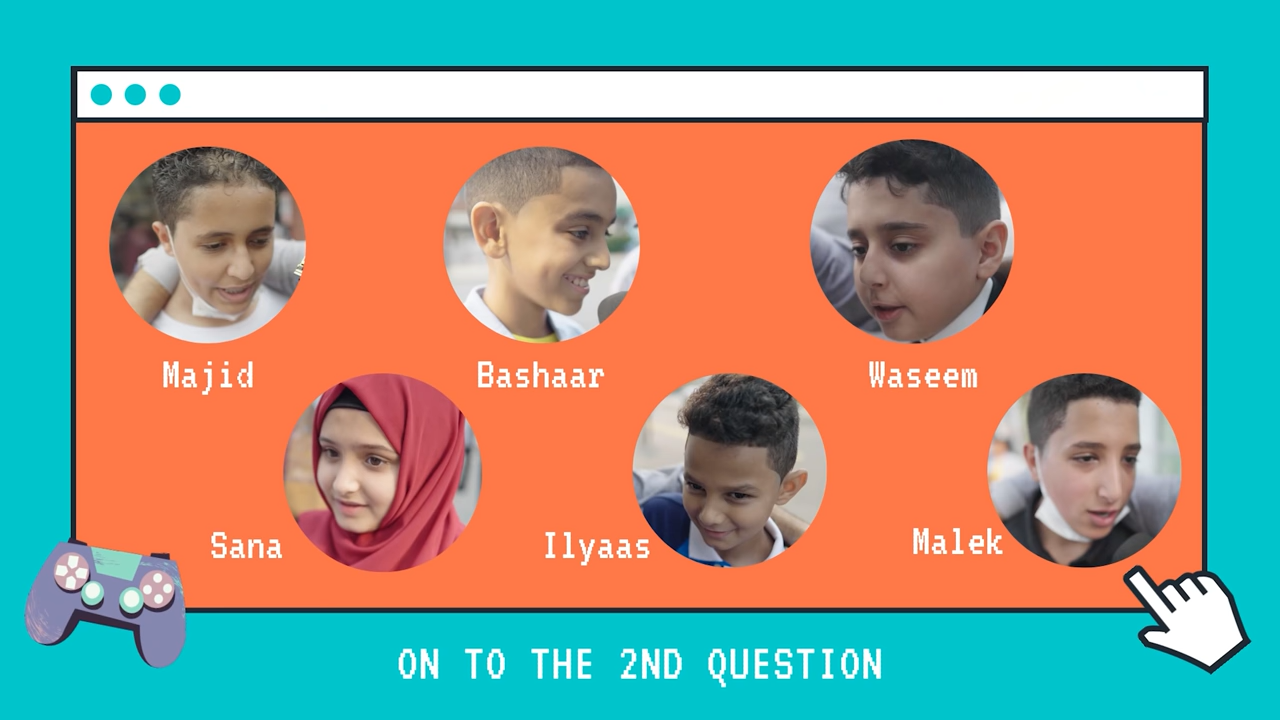 Majid
Bashaar
Waseem
Sana
Ilyaas
Malek
ON TO THE 2ND QUESTION